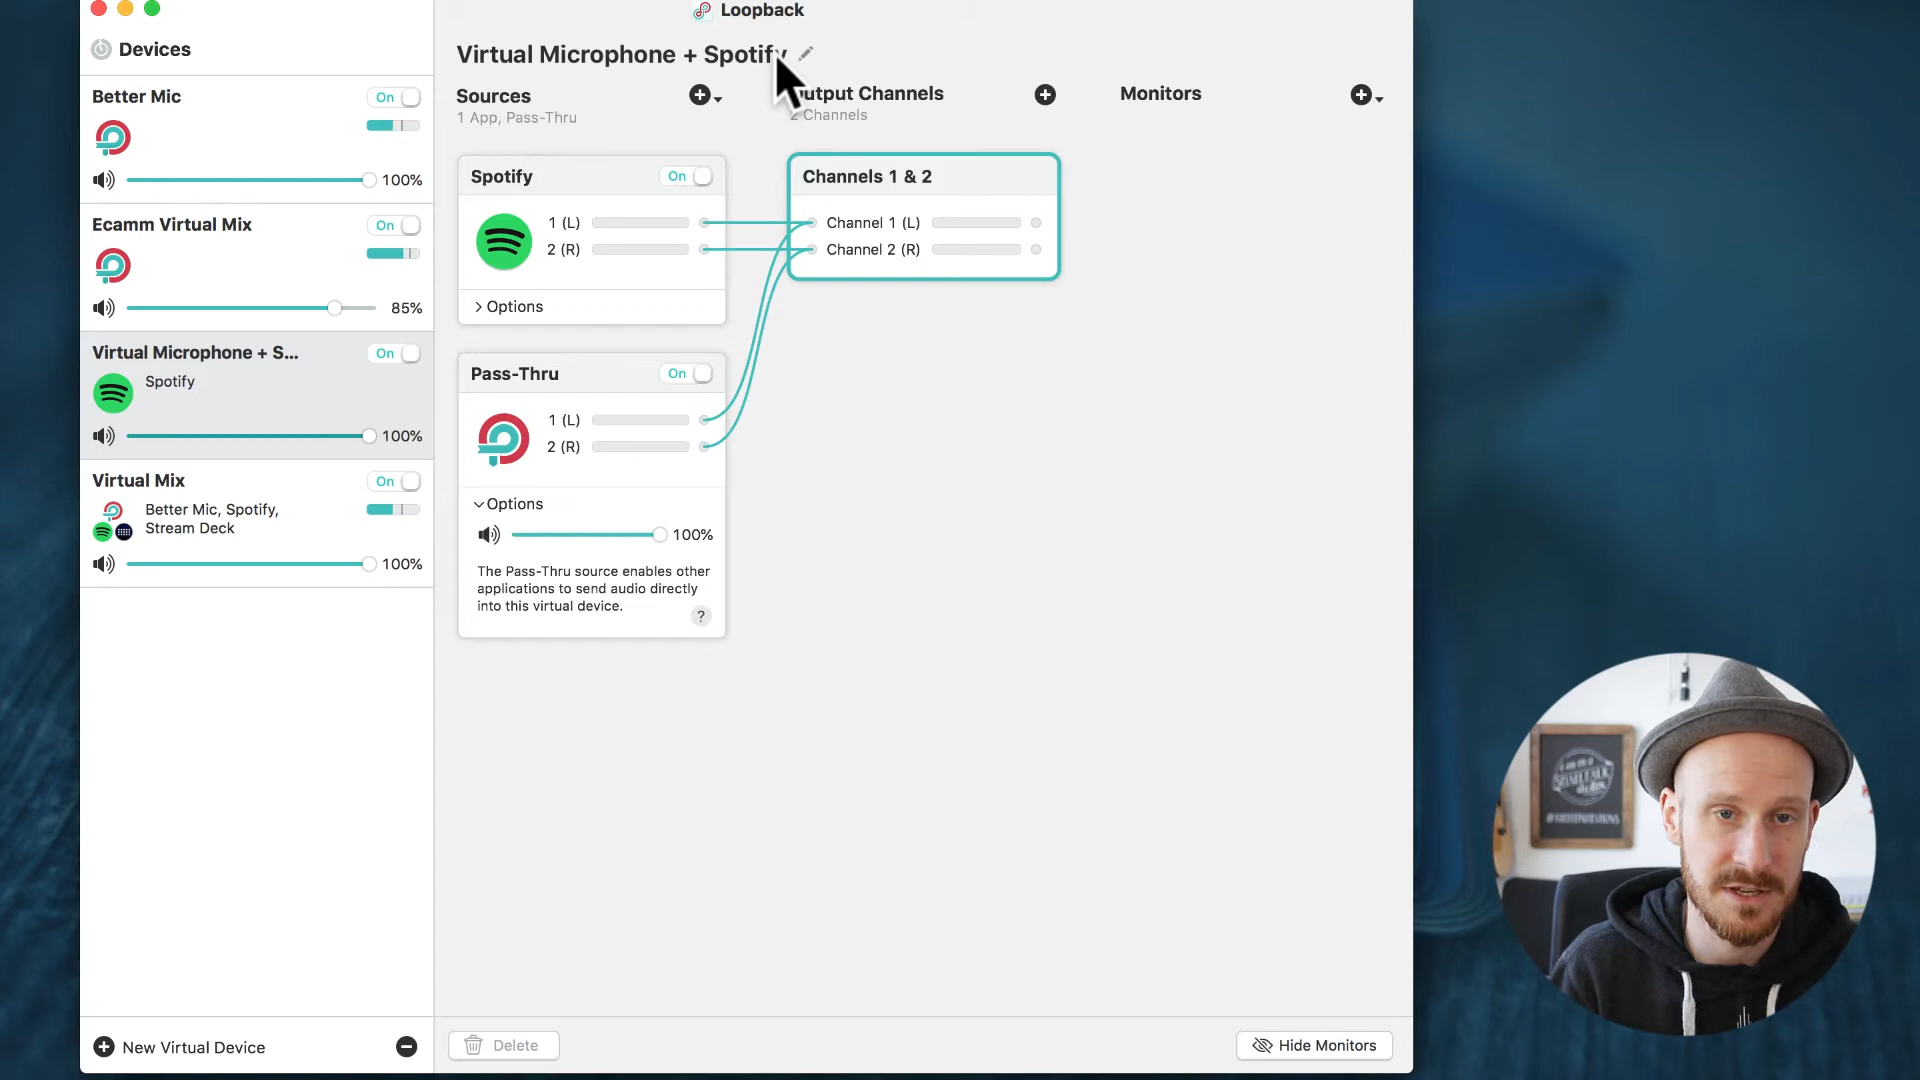 Loopback
Devices
Better Mic
On
100%
Ecamm Virtual Mix
On
85%
Virtual Microphone + S...
On
Spotify
100%
Virtual Mix
On
Better Mic, Spotify,
Stream Deck
100%
New Virtual Device
Virtual Microphone + Spotify
Sources
1 App, Pass-Thru
Spotify
On
1 (L)
2 (R)
Options
Pass-Thru
On
1 (L)
2 (R)
Options
100%
The Pass-Thru source enables other
applications to send audio directly
into this virtual device.
?
utput Channels
2 Channels
Channels 1 & 2
Channel 1 (L)
Channel 2 (R)
Monitors
Delete
Hide Monitors